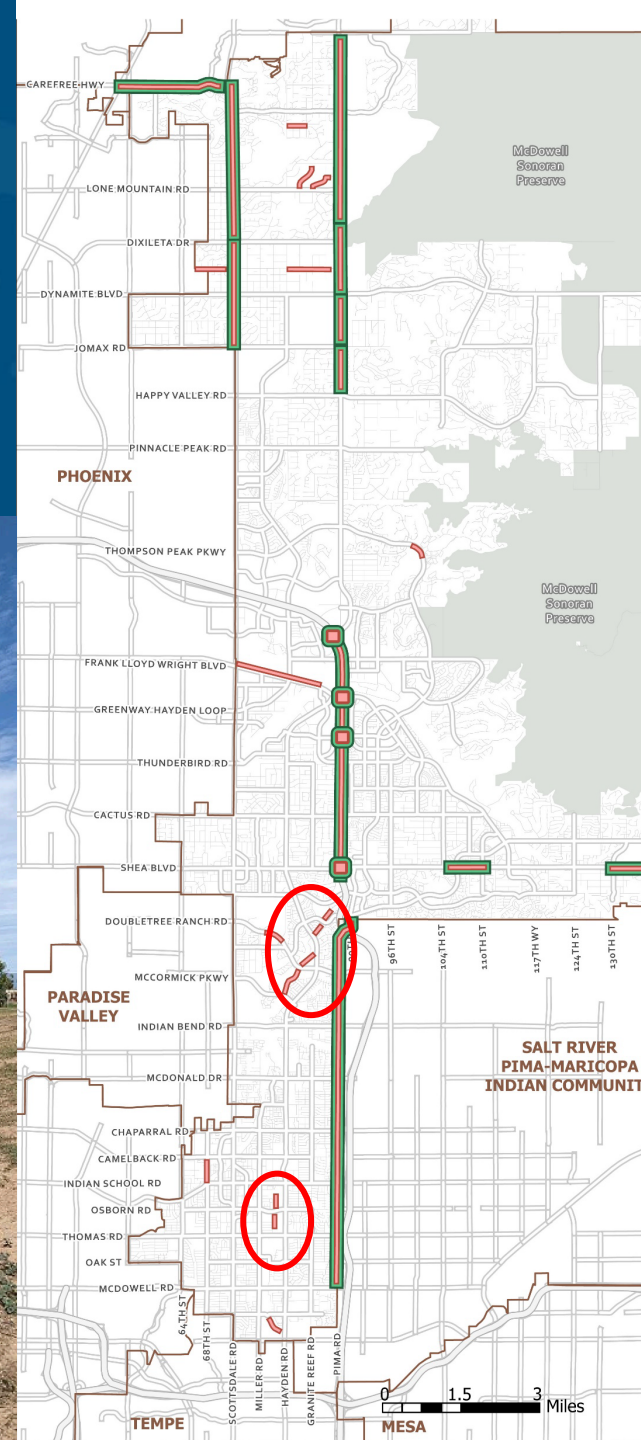 CAREFREE HWY
McDowell
Sonoran
Preserve
LONE MOUNTAIN RD
DIXILETA DR
DYNAMITE BLVD
JOMAX RD
HAPPY VALLEY RD
PINNACLE PEAK RD
PHOENIX
THOMPSON PEAK PKWY
McDowell
Sonoran
Preserve
FRANK LLOYD WRIGHT BLVD
GREENWAY HAYDEN LOOP
THUNDERBIRD RD
CACTUS RD
SHEA BLVD
DOUBLETREE RANCH RD
96TH ST
104TH ST
110TH ST
117TH WY
124TH ST
130TH ST
MCCORMICK PKWY
PARADISE
VALLEY
INDIAN BEND RD
SALT RIVER
PIMA-MARICOPA
INDIAN COMMUNIT
MCDONALD DR
CHAPARRAL RD
CAMELBACK RD
INDIAN SCHOOL RD
OSBORN RD
THOMAS RD
OAK ST
MCDOWELL RD
64TH ST
68TH ST
SCOTTSDALE RD
MILLER RD
HAYDEN RD
GRANITE REEF RD
PIMA RD
0 1.5 3
Miles
TEMPE
MESA